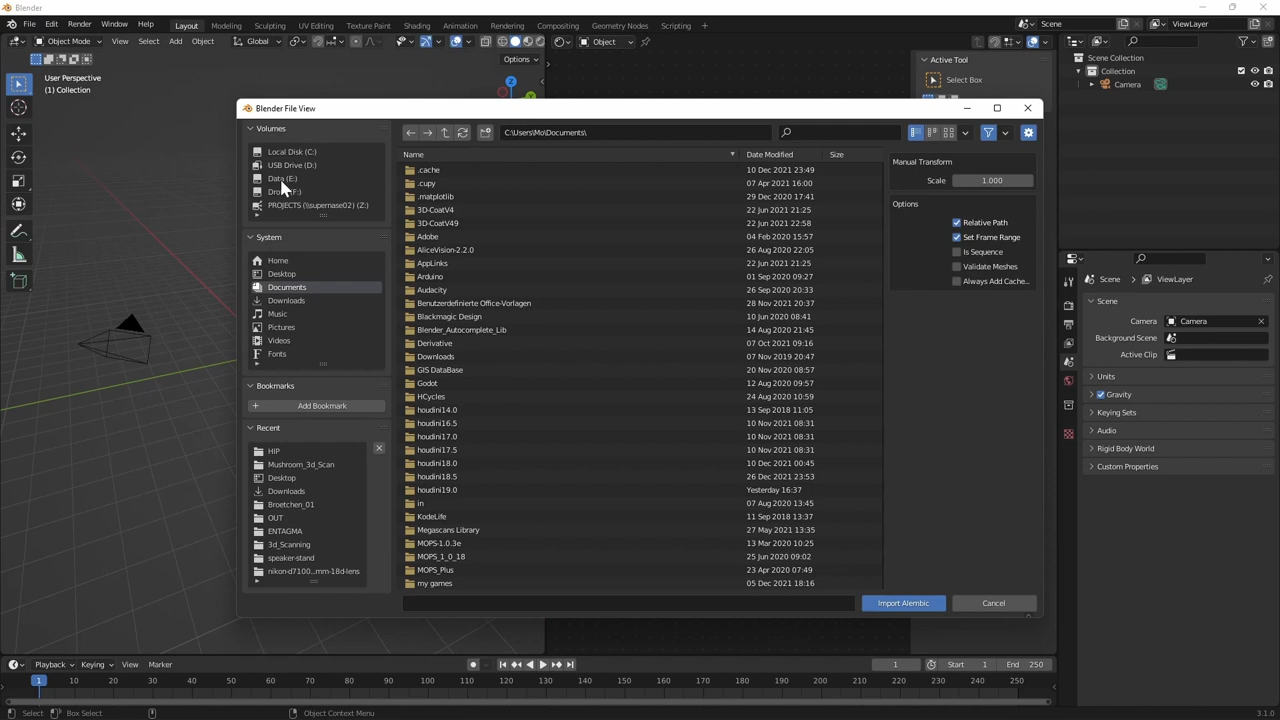 Blender
File Edit Render Window Help Layout Modeling Sculpting UV Editing Texture Paint Shading Animation Rendering Compositing Geometry Nodes Scripting + Scene ViewLayer
Object Mode View Select Add Object Global Object
Options
User Perspective
(1) Collection
Z
Active Tool
Select Box
Scene Collection
Collection
Camera
Blender File View
Volumes
Local Disk (C:)
USB Drive (D:)
Data (E:)
PROJECTS (\\supernase02) (Z:)
System
Home
Desktop
Documents
Downloads
Music
Pictures
Videos
Fonts
Bookmarks
Add Bookmark
Recent
HIP
Mushroom_3d_Scan
Desktop
Downloads
Broetchen_01
OUT
ENTAGMA
3d_Scanning
speaker-stand
nikon-d7100...mm-18d-lens
C:\Users\Mo\Documents\
Name Date Modified Size
.cache 10 Dec 2021 23:49
.cupy 07 Apr 2021 16:00
.matplotlib 29 Dec 2020 17:41
3D-CoatV4 22 Jun 2021 21:25
3D-CoatV49 22 Jun 2021 22:58
Adobe 04 Feb 2020 15:57
AliceVision-2.2.0 26 Aug 2020 22:05
AppLinks 22 Jun 2021 21:25
Arduino 01 Sep 2020 09:27
Audacity 26 Sep 2020 20:33
Benutzerdefinierte Office-Vorlagen 28 Nov 2021 20:37
Blackmagic Design 10 Jun 2020 08:41
Blender_Autocomplete_Lib 14 Aug 2020 21:45
Derivative 07 Oct 2021 09:16
Downloads 07 Nov 2019 20:47
GIS DataBase 20 Nov 2020 08:57
Godot 12 Aug 2020 09:57
HCycles 24 Aug 2020 10:59
houdini14.0 13 Sep 2018 11:05
houdini16.5 10 Nov 2021 08:31
houdini17.0 10 Nov 2021 08:31
houdini17.5 10 Nov 2021 08:31
houdini18.0 10 Dec 2021 00:45
houdini18.5 26 Dec 2021 23:53
houdini19.0 Yesterday 16:37
in 07 Aug 2020 13:45
KodeLife 11 Sep 2018 13:37
Megascans Library 27 May 2021 13:35
MOPS-1.0.3e 13 Mar 2020 10:25
MOPS_1_0_18 25 Jun 2020 09:02
MOPS_Plus 23 Apr 2020 07:49
my games 05 Dec 2021 18:16
Manual Transform
Scale 1.000
Options
Relative Path
Set Frame Range
Is Sequence
Validate Meshes
Always Add Cache...
Import Alembic Cancel
Scene ViewLayer
Scene
Camera Camera
Background Scene
Active Clip
Units
Gravity
Keying Sets
Audio
Rigid Body World
Custom Properties
Playback Keying View Marker 1 Start 1 End 250
1 10 20 30 40 50 60 70 80 90 100 110 120 130 140 150 160 170 180 190 200 210 220 230 240 250
Select Box Select Object Context Menu 3.1.0